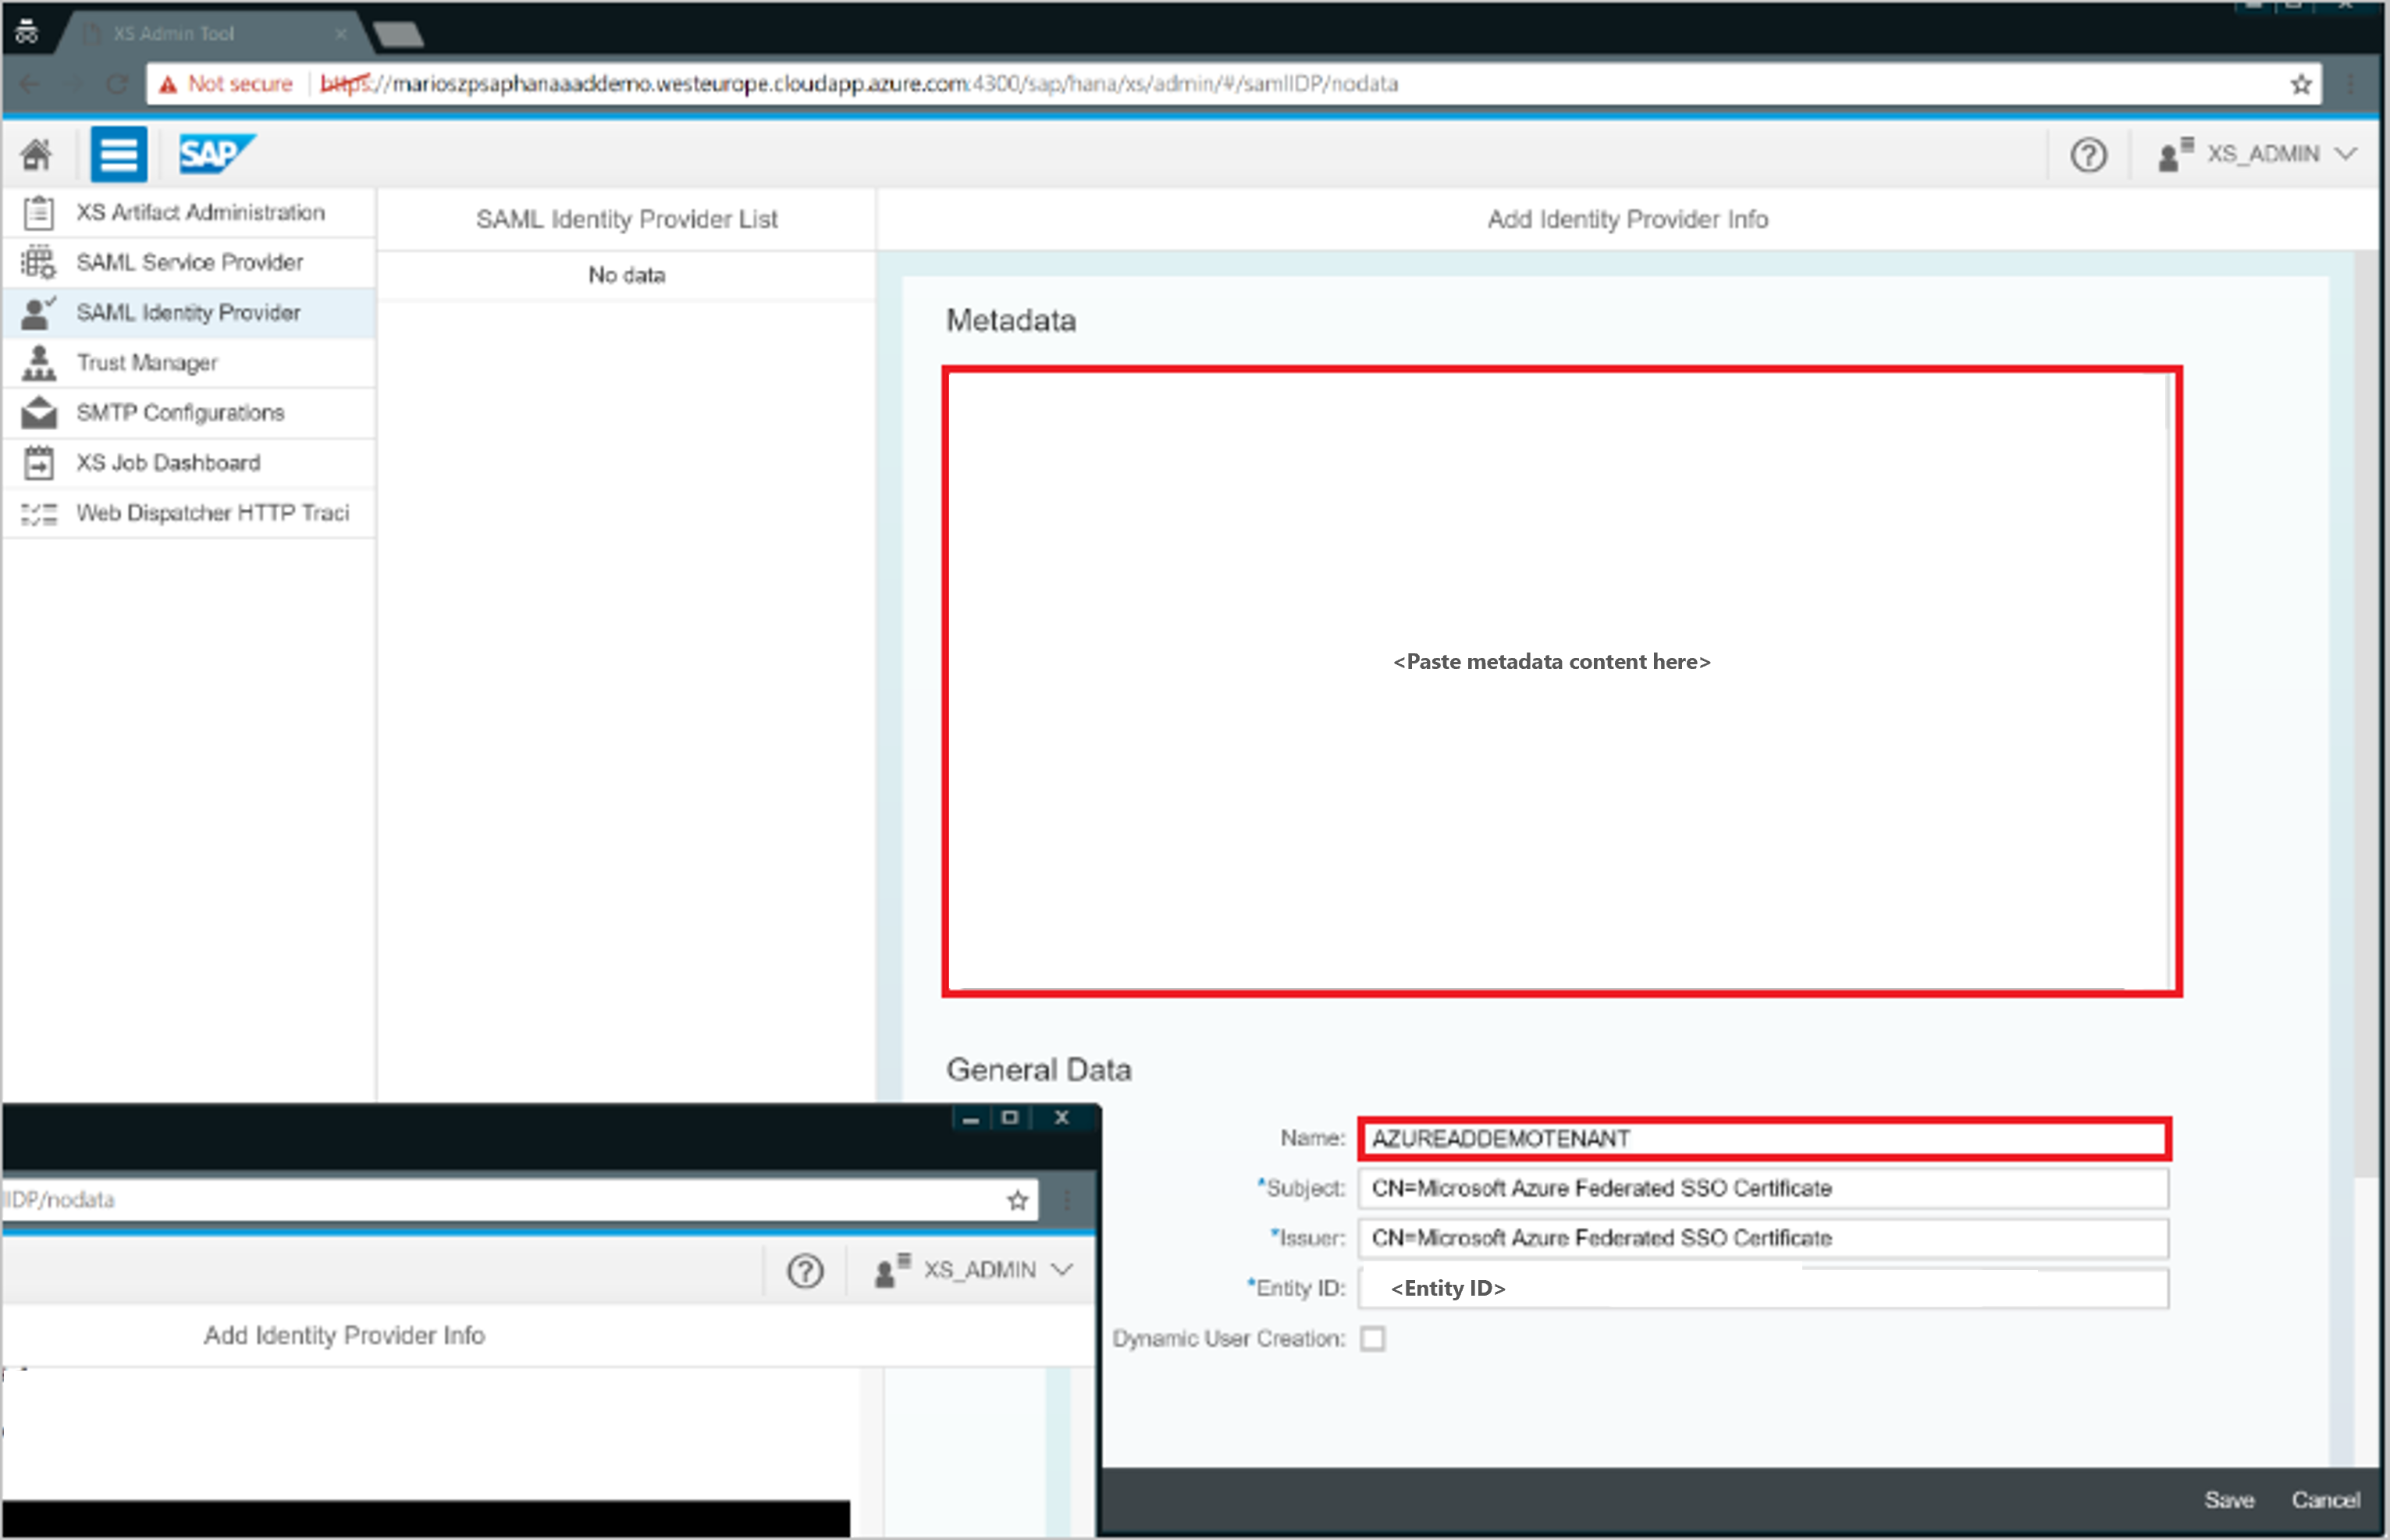 XS Admin Tool
Not secure https://marioszpsaphanaaaddemo.westeurope.cloudapp.azure.com:4300/sap/hana/xs/admin/#/samlIDP/nodata
SAP
XS_ADMIN
XS Artifact Administration
SAML Service Provider
SAML Identity Provider
Trust Manager
SMTP Configurations
XS Job Dashboard
Web Dispatcher HTTP Traci
SAML Identity Provider List
No data
Add Identity Provider Info
Metadata
<Paste metadata content here>
General Data
Name: AZUREADDEMOTENANT
*Subject: CN=Microsoft Azure Federated SSO Certificate
*Issuer: CN=Microsoft Azure Federated SSO Certificate
*Entity ID: <Entity ID>
Dynamic User Creation:
Save Cancel
IDP/nodata
XS_ADMIN
Add Identity Provider Info